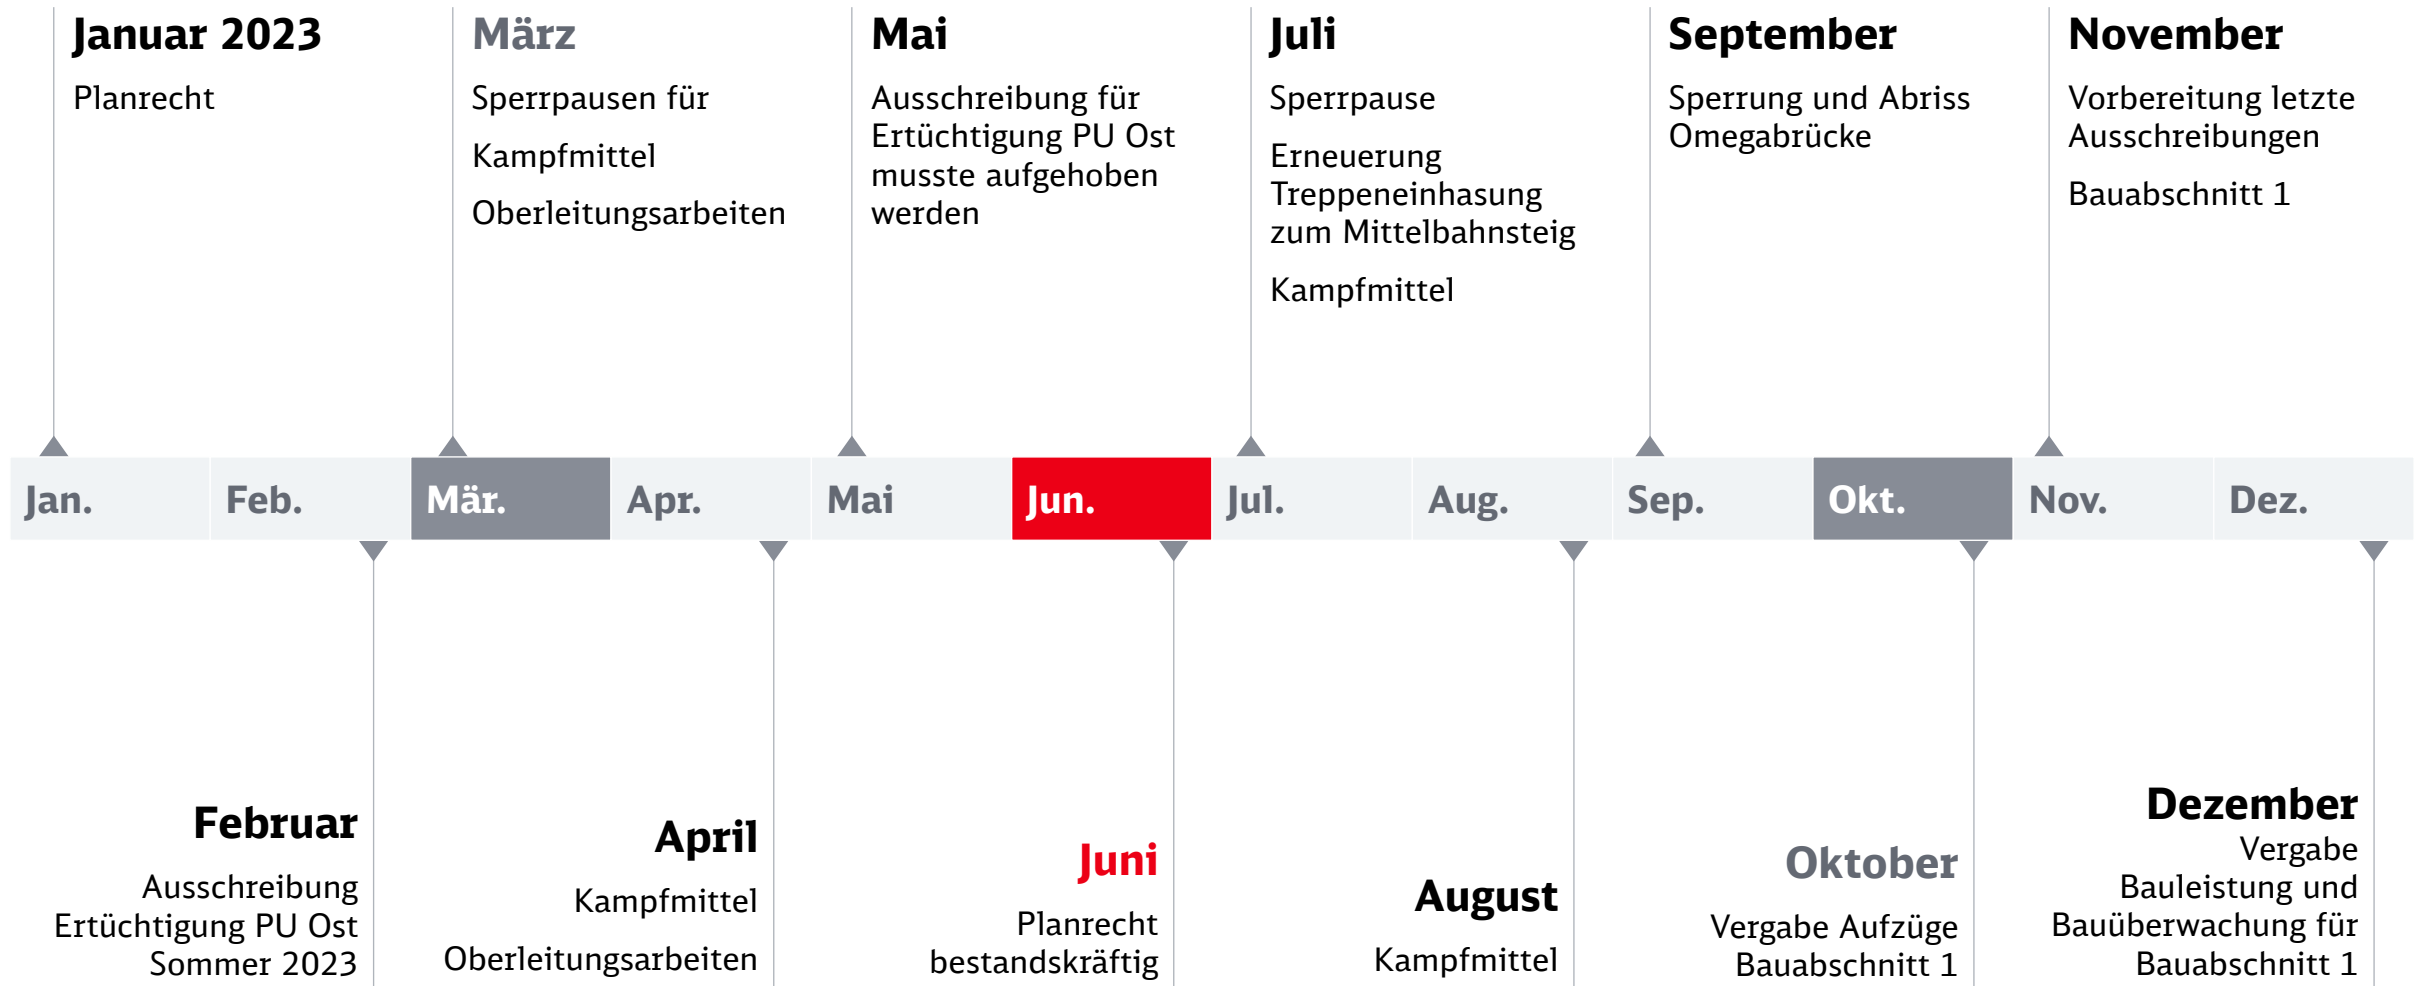 Januar 2023
Planrecht
März
Sperrpausen für
Kampfmittel
Oberleitungsarbeiten
Mai
Ausschreibung für
Ertüchtigung PU Ost
musste aufgehoben
werden
Juli
Sperrpause
Erneuerung
Treppeneinhasung
zum Mittelbahnsteig
Kampfmittel
September
Sperrung und Abriss
Omegabrücke
November
Vorbereitung letzte
Ausschreibungen
Bauabschnitt 1
Jan. Feb. Mär. Apr. Mai Jun. Jul. Aug. Sep. Okt. Nov. Dez.
Februar
Ausschreibung
Ertüchtigung PU Ost
Sommer 2023
April
Kampfmittel
Oberleitungsarbeiten
Juni
Planrecht
bestandskräftig
August
Kampfmittel
Oktober
Vergabe Aufzüge
Bauabschnitt 1
Dezember
Vergabe
Bauleistung und
Bauüberwachung für
Bauabschnitt 1